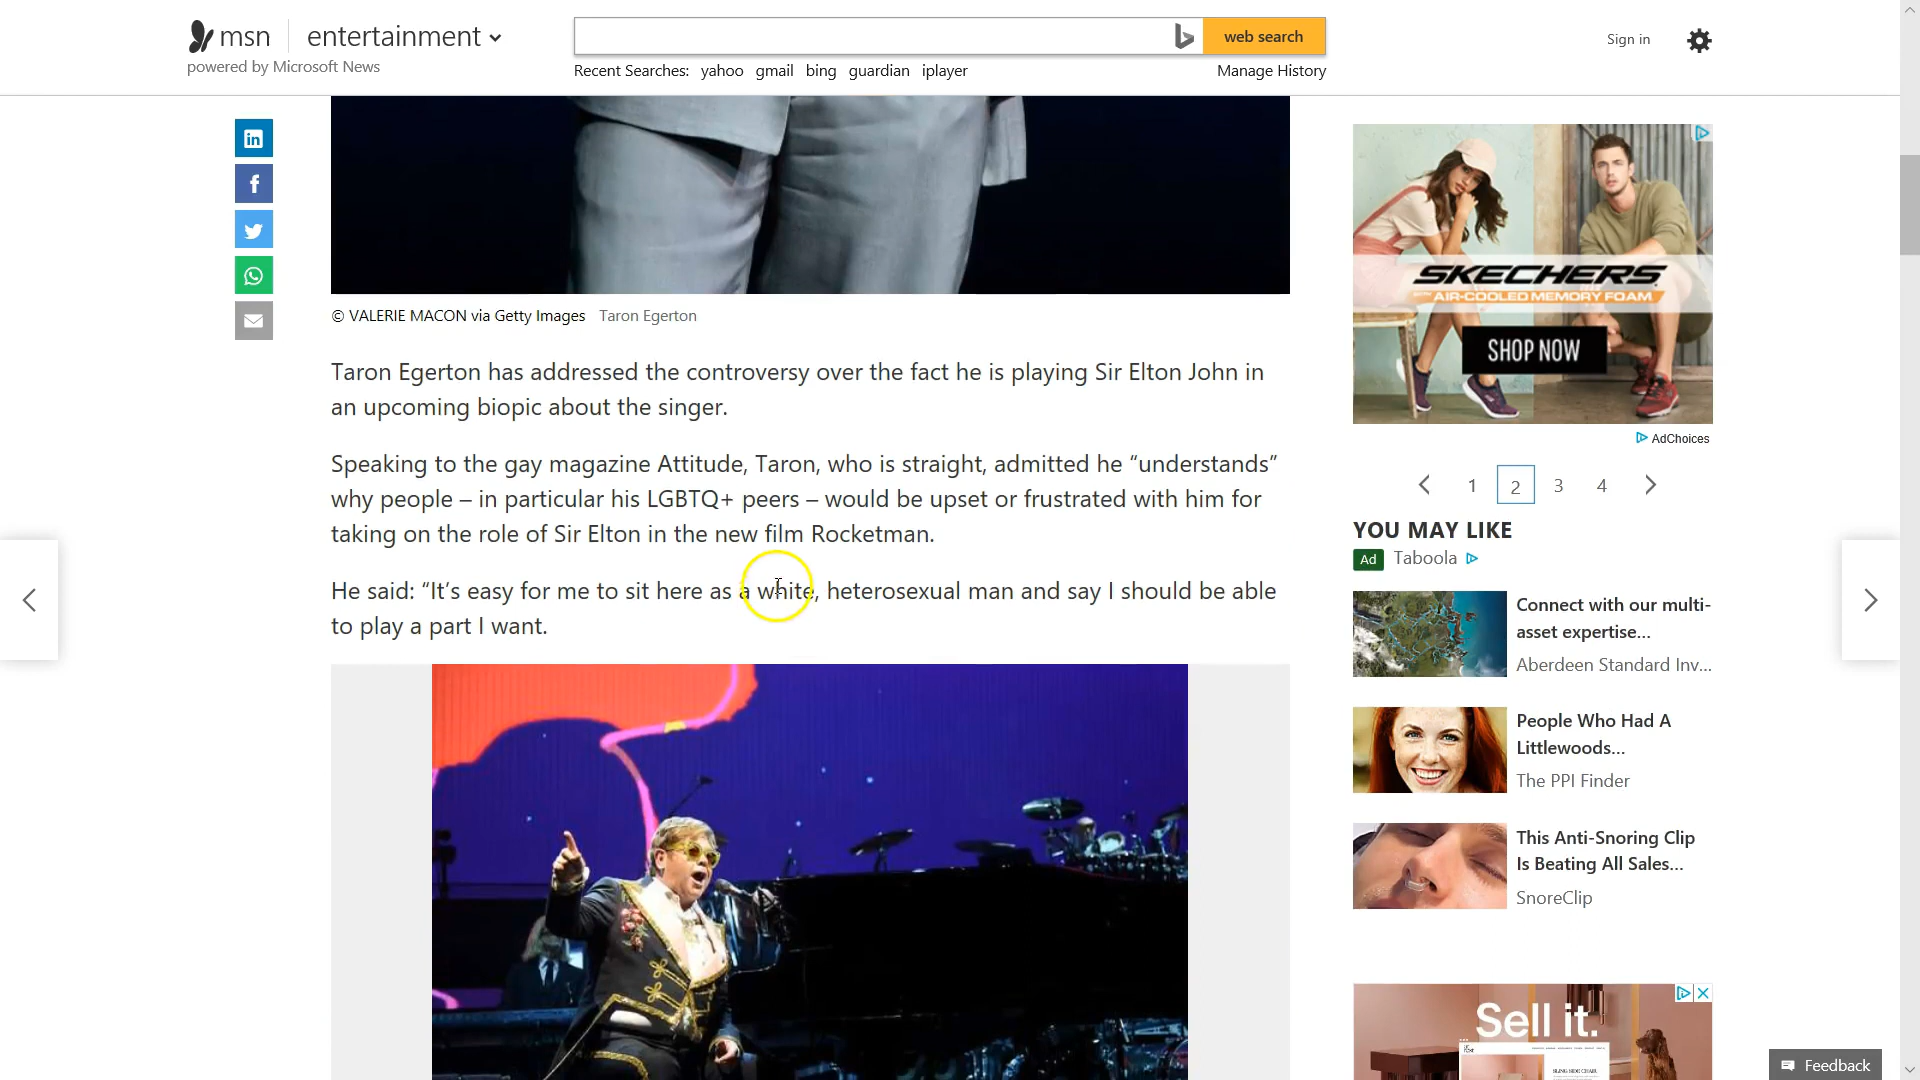 msn
entertainment
web search
Sign in
powered by Microsoft News
Recent Searches: yahoo gmail bing guardian iplayer
Manage History
© VALERIE MACON via Getty Images Taron Egerton
Taron Egerton has addressed the controversy over the fact he is playing Sir Elton John in
an upcoming biopic about the singer.
Speaking to the gay magazine Attitude, Taron, who is straight, admitted he “understands”
why people – in particular his LGBTQ+ peers – would be upset or frustrated with him for
taking on the role of Sir Elton in the new film Rocketman.
He said: “It’s easy for me to sit here as a white, heterosexual man and say I should be able
to play a part I want.
SKECHERS
AIR-COOLED MEMORY FOAM
SHOP NOW
AdChoices
1 2 3 4
YOU MAY LIKE
Ad Taboola
Connect with our multi-
asset expertise...
Aberdeen Standard Inv...
People Who Had A
Littlewoods...
The PPI Finder
This Anti-Snoring Clip
Is Beating All Sales...
SnoreClip
Sell it.
Feedback